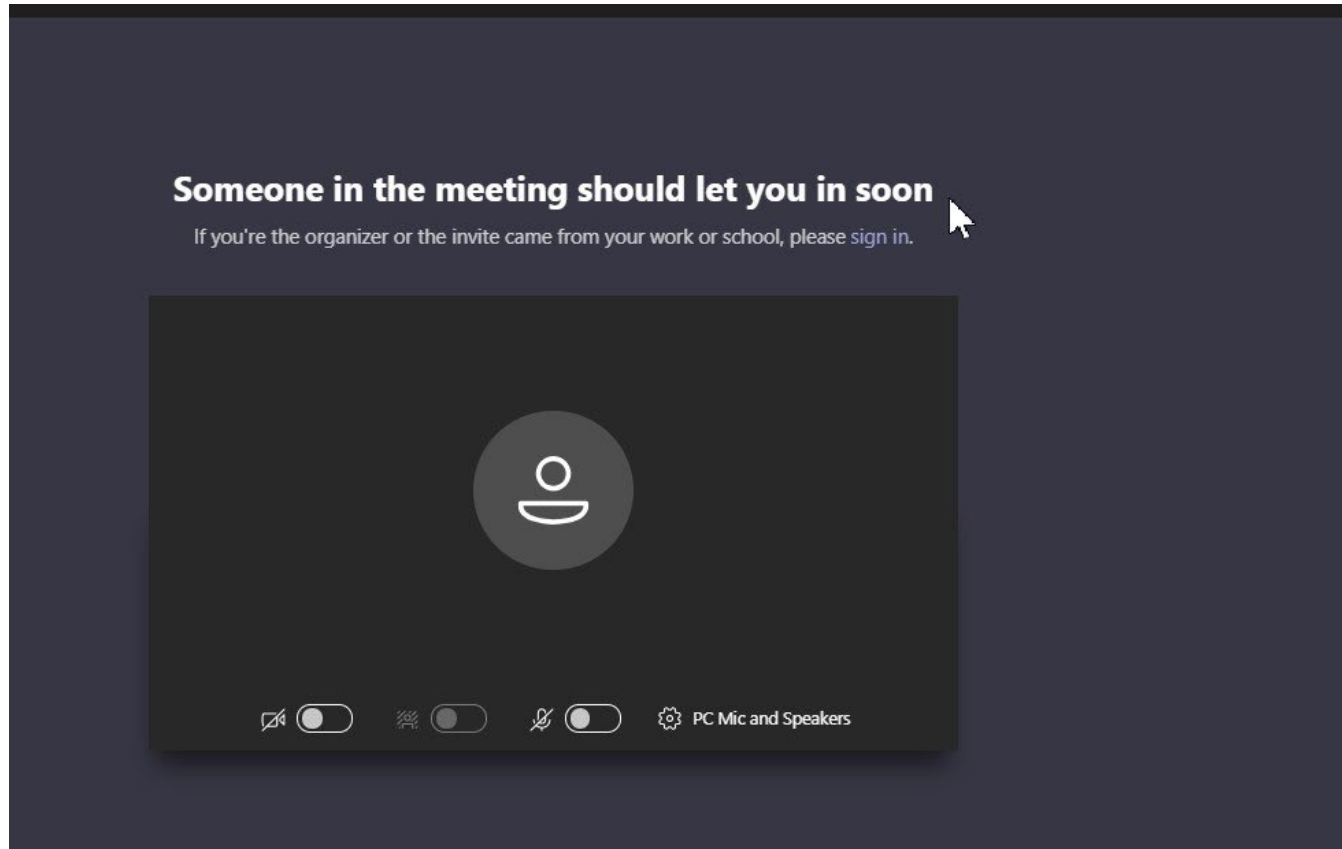 Someone in the meeting should let you in soon
If you're the organizer or the invite came from your work or school, please sign in.
PC Mic and Speakers